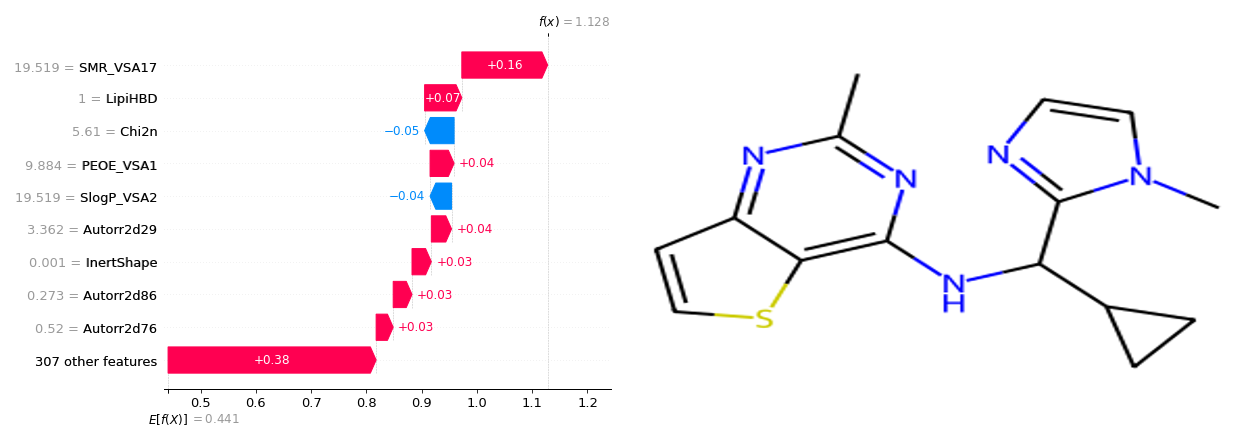 f(x) = 1.128
19.519 = SMR_VSA17
+0.16
1 = LipiHBD
+0.07
5.61 = Chi2n
−0.05
9.884 = PEOE_VSA1
+0.04
19.519 = SlogP_VSA2
−0.04
3.362 = Autorr2d29
+0.04
0.001 = InertShape
+0.03
0.273 = Autorr2d86
+0.03
0.52 = Autorr2d76
+0.03
307 other features
+0.38
0.5 0.6 0.7 0.8 0.9 1.0 1.1 1.2
E[f(X)] = 0.441
N
N
N
N
N
H
S